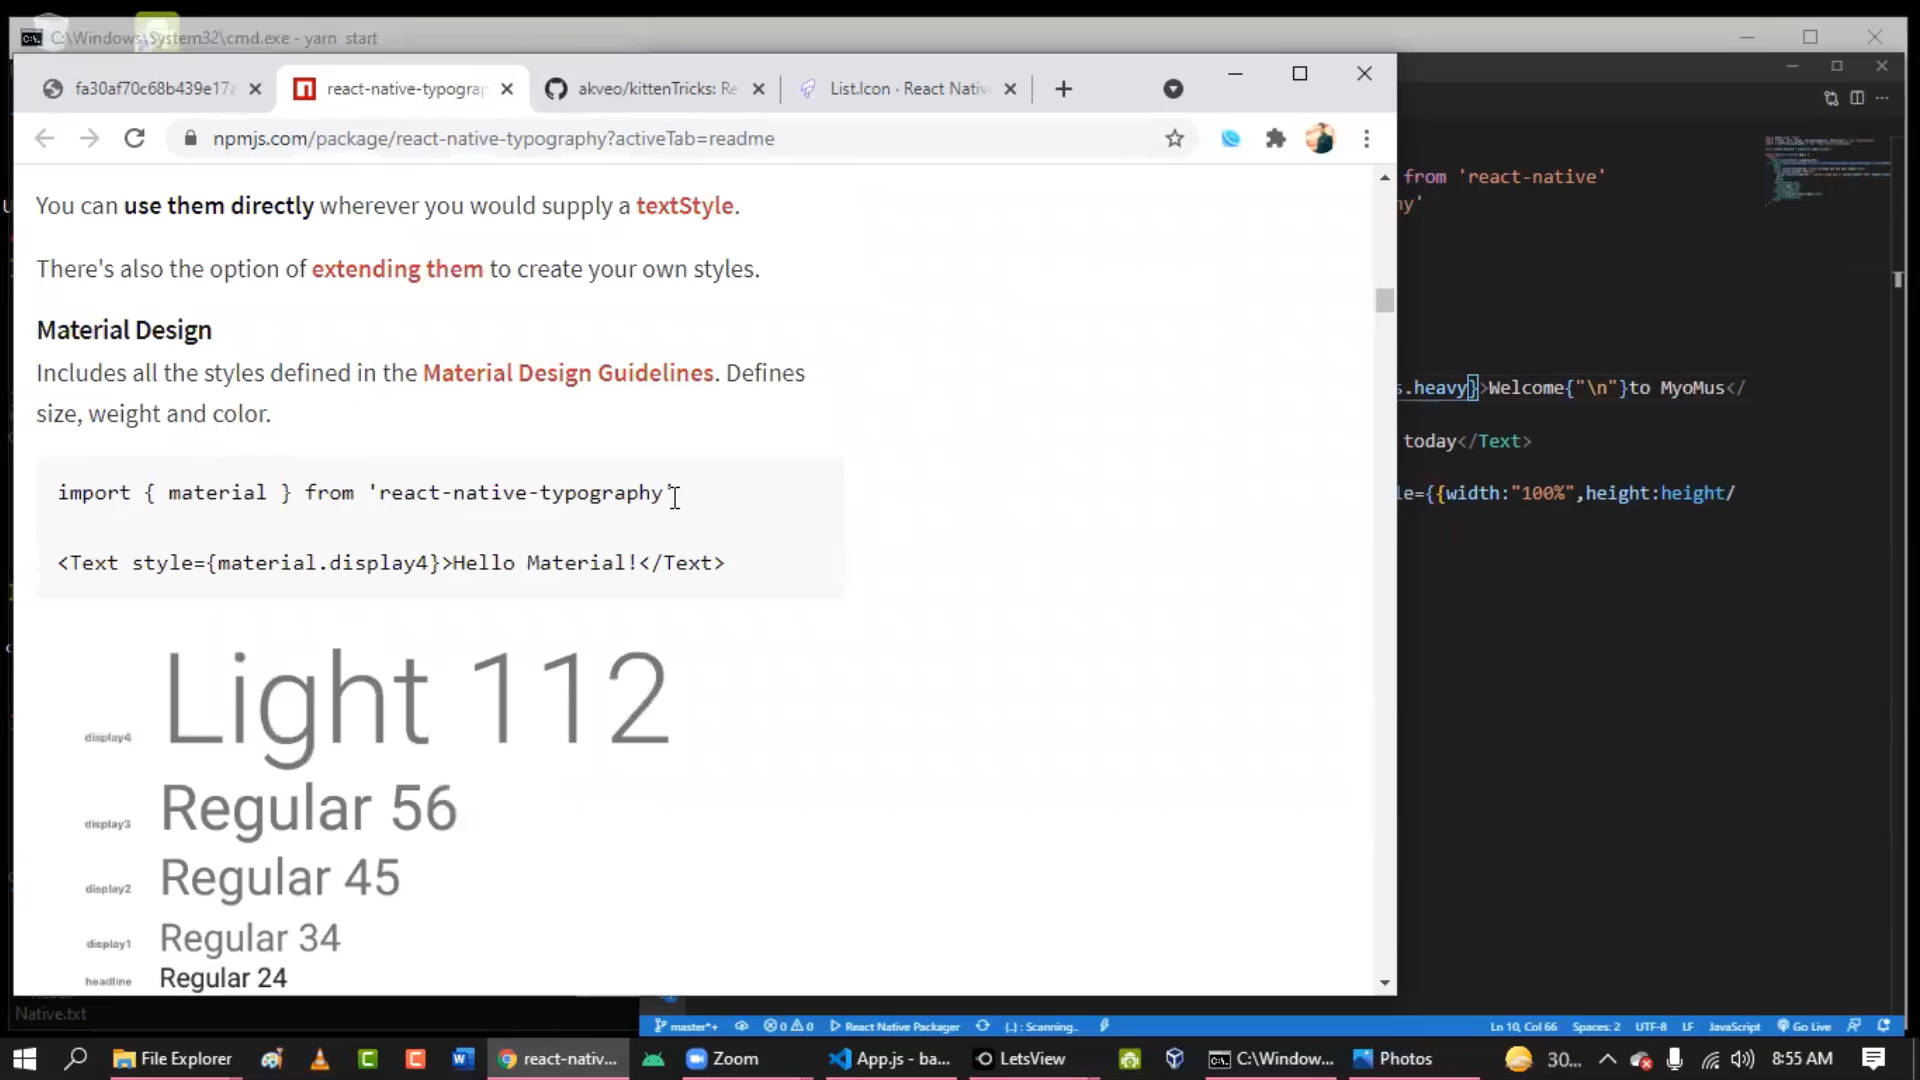 C:\Windows\System32\cmd.exe - yarn start
fa30af70c68b439e17
react-native-typograp
akveo/kittenTricks: Re
List.Icon · React Nativ
npmjs.com/package/react-native-typography?activeTab=readme
You can use them directly wherever you would supply a textStyle.
There's also the option of extending them to create your own styles.
Material Design
Includes all the styles defined in the Material Design Guidelines. Defines
size, weight and color.
import { material } from 'react-native-typography'
<Text style={material.display4}>Hello Material!</Text>
display4 Light 112
display3 Regular 56
display2 Regular 45
display1 Regular 34
headline Regular 24
from 'react-native'
y'
s.heavy}>Welcome{"\n"}to MyoMus</
today</Text>
le={{width:"100%",height:height/
Native.txt
master*+
0 0
React Native Packager
{..}: Scanning..
Ln 10, Col 66
Spaces: 2
UTF-8
LF
JavaScript
Go Live
File Explorer
react-nativ...
Zoom
App.js - ba...
LetsView
C:\Window...
Photos
30...
8:55 AM